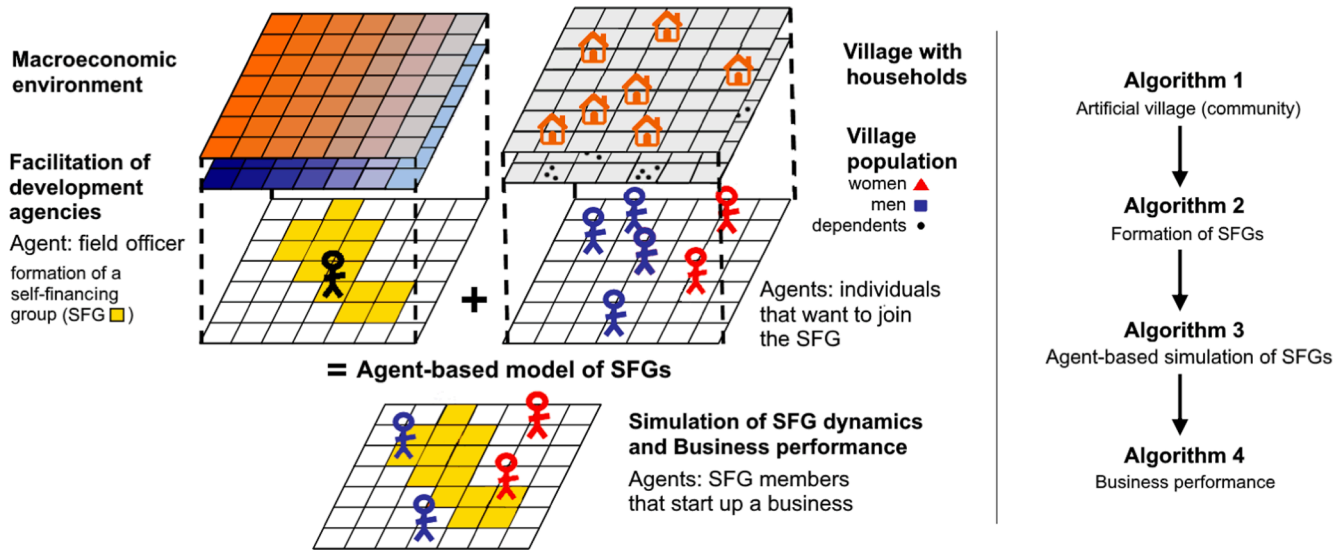 Macroeconomic
environment
Facilitation of
development
agencies
Agent: field officer
formation of a
self-financing
group (SFG )
+
Village with
households
Village
population
women
men
dependents
Agents: individuals
that want to join
the SFG
= Agent-based model of SFGs
Simulation of SFG dynamics
and Business performance
Agents: SFG members
that start up a business
Algorithm 1
Artificial village (community)
Algorithm 2
Formation of SFGs
Algorithm 3
Agent-based simulation of SFGs
Algorithm 4
Business performance